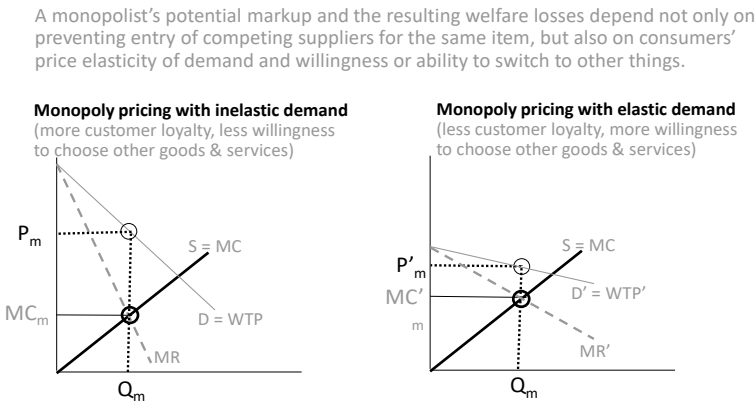 A monopolist’s potential markup and the resulting welfare losses depend not only on
preventing entry of competing suppliers for the same item, but also on consumers’
price elasticity of demand and willingness or ability to switch to other things.
Monopoly pricing with inelastic demand
(more customer loyalty, less willingness
to choose other goods & services)
Pm
S = MC
MCm
D = WTP
MR
Qm
Monopoly pricing with elastic demand
(less customer loyalty, more willingness
to choose other goods & services)
S = MC
P’m
D’ = WTP’
MC’
m
MR’
Qm